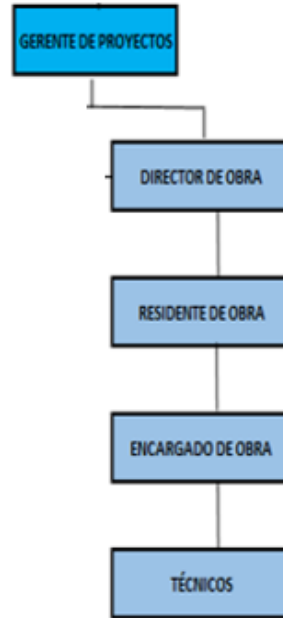 GERENTE DE PROYECTOS
DIRECTOR DE OBRA
RESIDENTE DE OBRA
ENCARGADO DE OBRA
TÉCNICOS